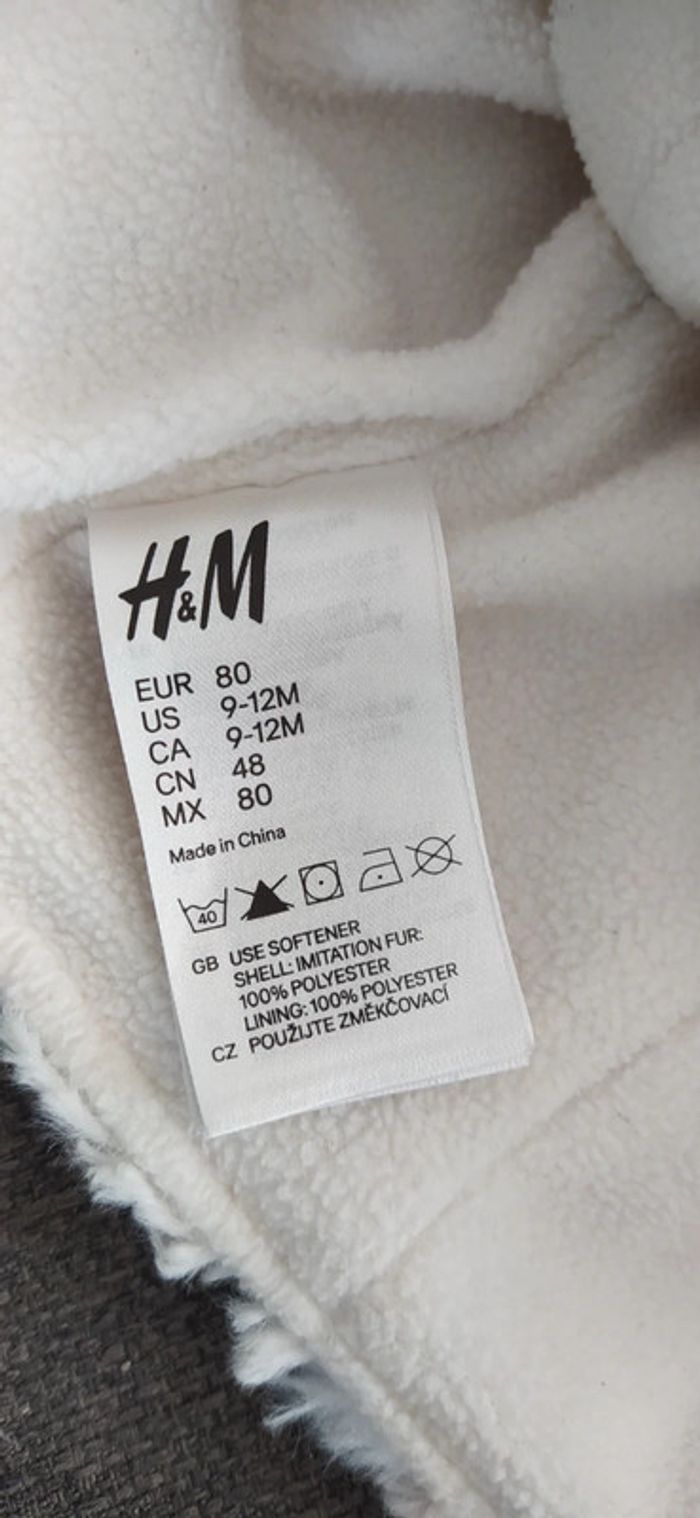 H&M
EUR 80
US 9-12M
CA 9-12M
CN 48
MX 80
Made in China
40
GB USE SOFTENER
SHELL: IMITATION FUR:
100% POLYESTER
LINING: 100% POLYESTER
CZ POUŽIJTE ZMĚKČOVACÍ